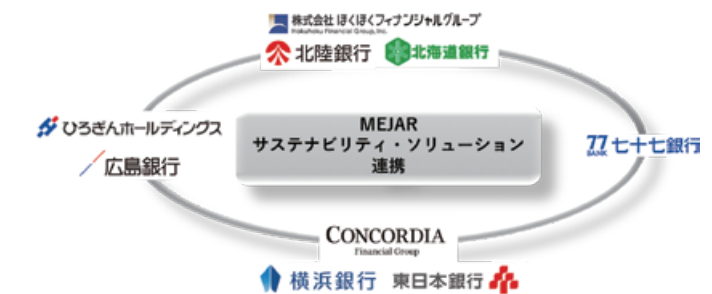 株式会社 ほくほくフィナンシャルグループ
Hokuhoku Financial Group, Inc.
北陸銀行 北海道銀行
ひろぎんホールディングス
広島銀行
MEJAR
サステナビリティ・ソリューション
連携
77 BANK 七十七銀行
CONCORDIA
Financial Group
横浜銀行 東日本銀行